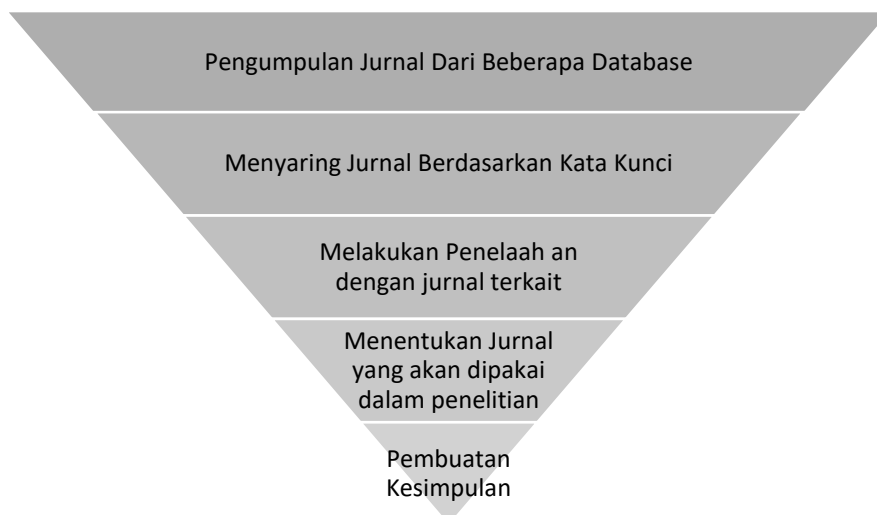 Pengumpulan Jurnal Dari Beberapa Database
Menyaring Jurnal Berdasarkan Kata Kunci
Melakukan Penelaah an
dengan jurnal terkait
Menentukan Jurnal
yang akan dipakai
dalam penelitian
Pembuatan
Kesimpulan